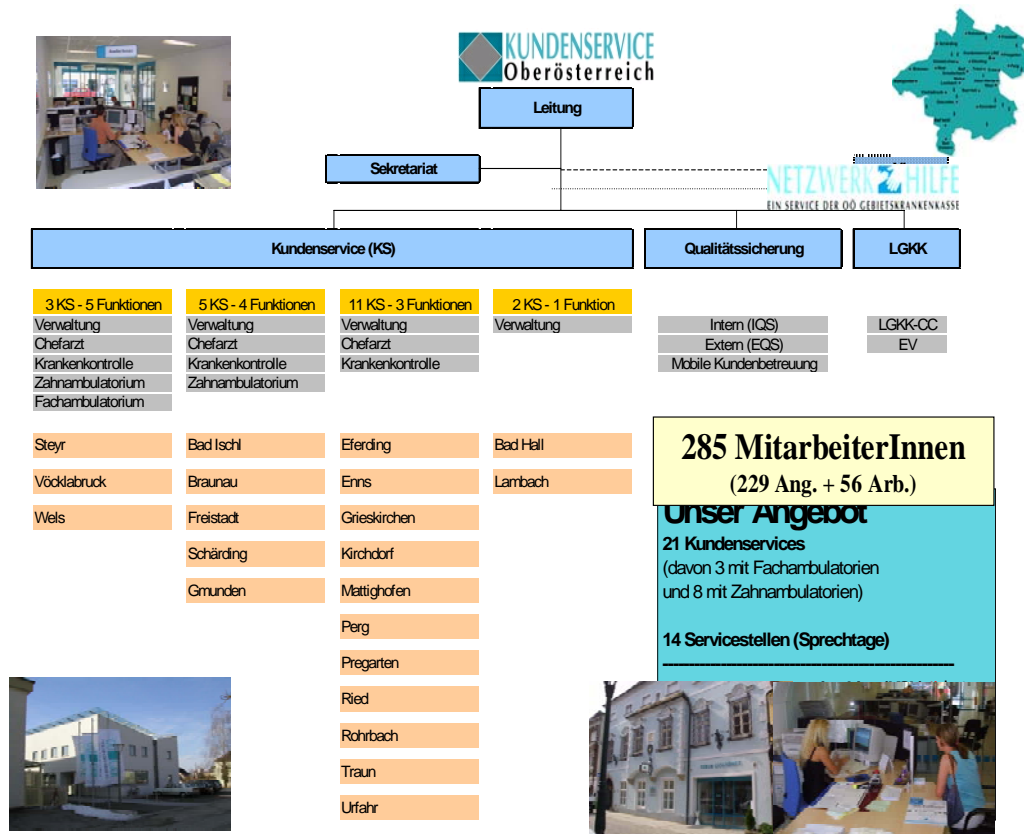 KUNDENSERVICE
Oberösterreich
Leitung
Sekretariat
NETZWERK HILFE
EIN SERVICE DER OÖ GEBIETSKRANKENKASSE
Kundenservice (KS)
Qualitätssicherung
LGKK
3 KS - 5 Funktionen
Verwaltung
Chefarzt
Krankenkontrolle
Zahnambulatorium
Fachambulatorium
5 KS - 4 Funktionen
Verwaltung
Chefarzt
Krankenkontrolle
Zahnambulatorium
11 KS - 3 Funktionen
Verwaltung
Chefarzt
Krankenkontrolle
2 KS - 1 Funktion
Verwaltung
Intern (IQS)
Extern (EQS)
Mobile Kundenbetreuung
LGKK-CC
EV
Steyr
Vöcklabruck
Wels
Bad Ischl
Braunau
Freistadt
Schärding
Gmunden
Eferding
Enns
Grieskirchen
Kirchdorf
Mattighofen
Perg
Pregarten
Ried
Rohrbach
Traun
Urfahr
Bad Hall
Lambach
285 MitarbeiterInnen
(229 Ang. + 56 Arb.)
Unser Angebot
21 Kundenservices
(davon 3 mit Fachambulatorien
und 8 mit Zahnambulatorien)
14 Servicestellen (Sprechtage)